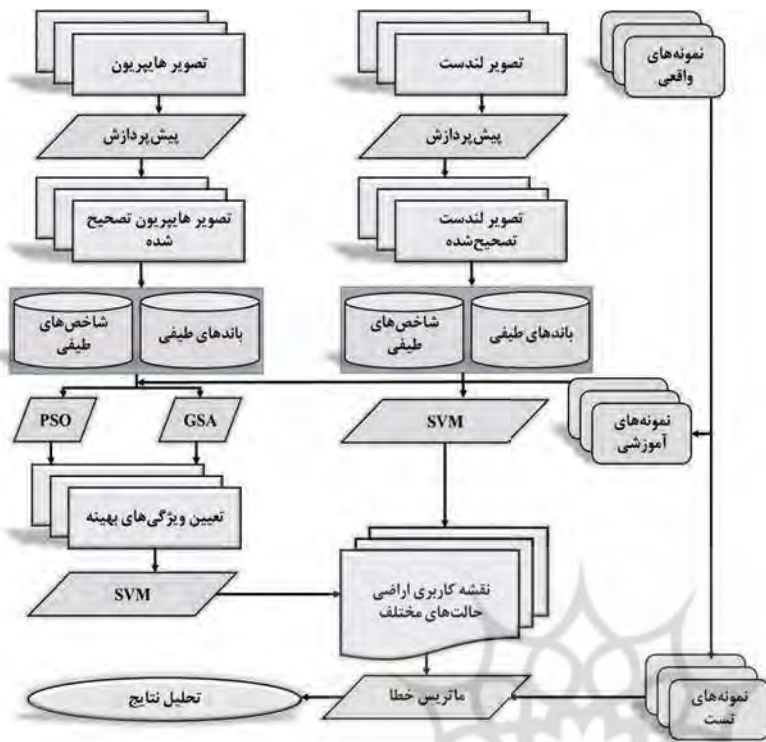 نمونه‌های
واقعی
تصویر لندست
تصویر هایپریون
پیش‌پردازش
پیش‌پردازش
تصویر لندست
تصحیح‌شده
تصویر هایپریون تصحیح
شده
باندهای طیفی
شاخص‌های
طیفی
باندهای طیفی
شاخص‌های
طیفی
نمونه‌های
آموزشی
SVM
GSA
PSO
تعیین ویژگی‌های بهینه
نقشه کاربری اراضی
حالت‌های مختلف
SVM
نمونه‌های
تست
ماتریس خطا
تحلیل نتایج